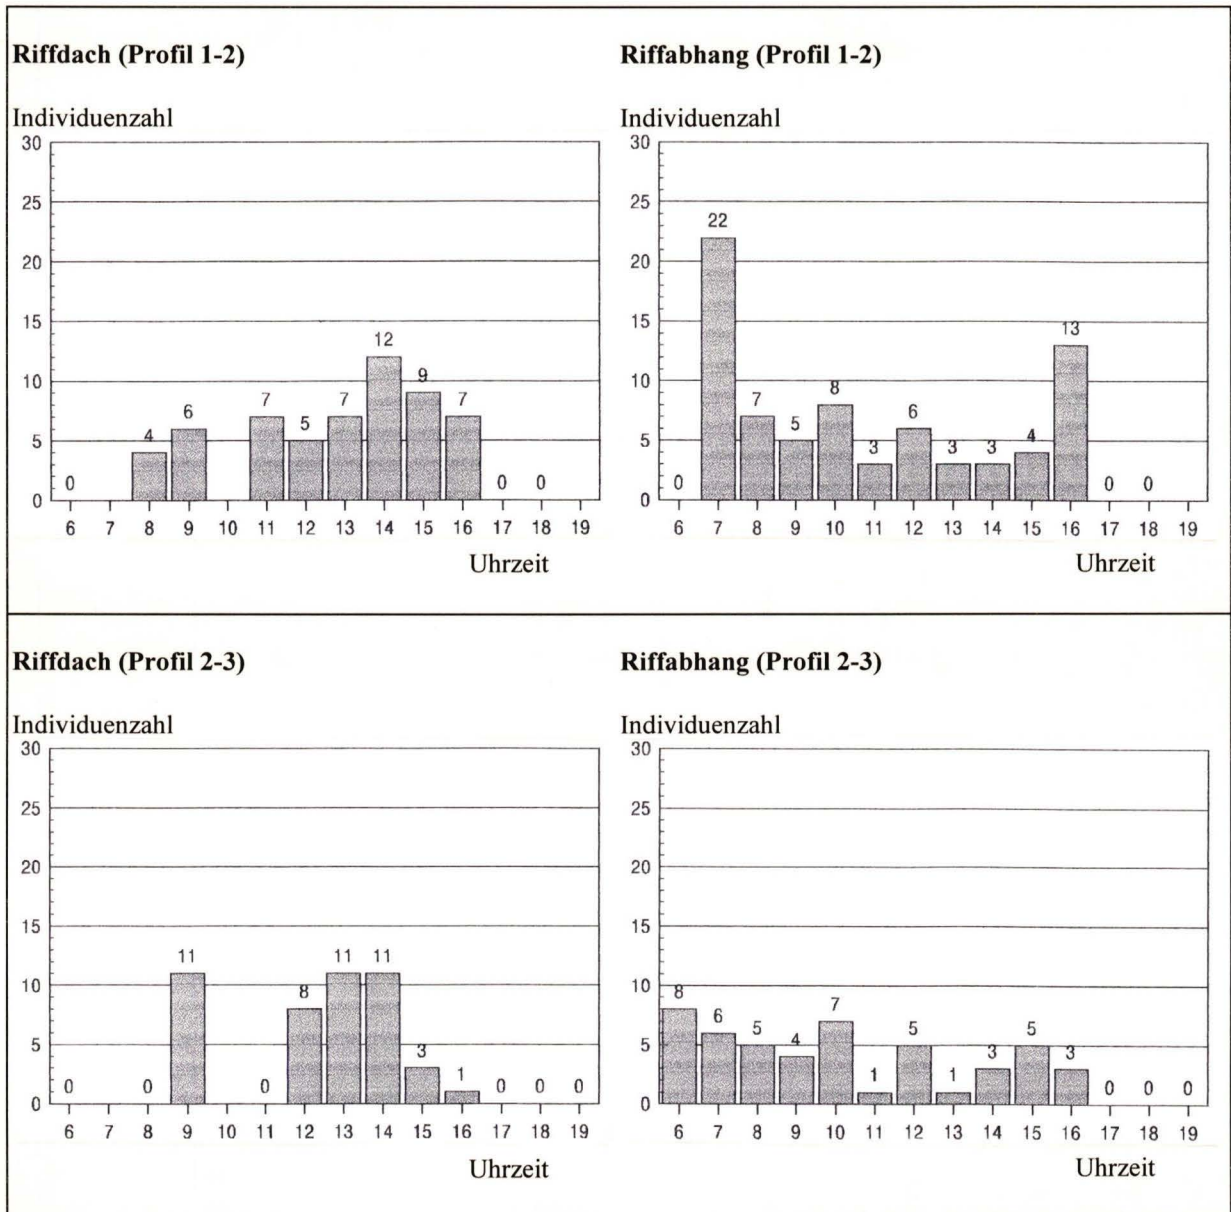 Riffdach (Profil 1-2)
Individuenzahl
30
25
20
15
10
5
0
0 4 6 7 5 7 12 9 7 0 0
6 7 8 9 10 11 12 13 14 15 16 17 18 19
Uhrzeit
Riffabhang (Profil 1-2)
Individuenzahl
30
25
20
15
10
5
0
0 22 7 5 8 3 6 3 3 4 13 0 0
6 7 8 9 10 11 12 13 14 15 16 17 18 19
Uhrzeit
Riffdach (Profil 2-3)
Individuenzahl
30
25
20
15
10
5
0
0 0 11 0 8 11 11 3 1 0 0 0
6 7 8 9 10 11 12 13 14 15 16 17 18 19
Uhrzeit
Riffabhang (Profil 2-3)
Individuenzahl
30
25
20
15
10
5
0
8 6 5 4 7 1 5 1 3 5 3 0 0 0
6 7 8 9 10 11 12 13 14 15 16 17 18 19
Uhrzeit